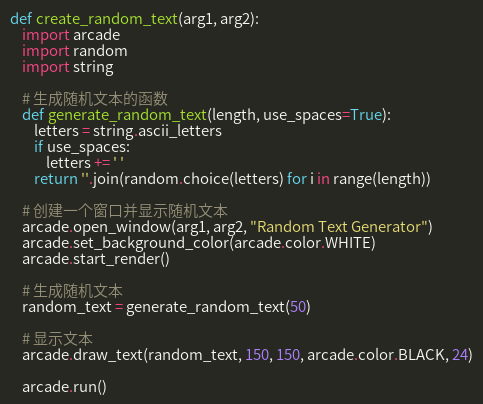 def create_random_text(arg1, arg2):
    import arcade
    import random
    import string

    # 生成随机文本的函数
    def generate_random_text(length, use_spaces=True):
        letters = string.ascii_letters
        if use_spaces:
            letters += ' '
        return ''.join(random.choice(letters) for i in range(length))

    # 创建一个窗口并显示随机文本
    arcade.open_window(arg1, arg2, "Random Text Generator")
    arcade.set_background_color(arcade.color.WHITE)
    arcade.start_render()

    # 生成随机文本
    random_text = generate_random_text(50)

    # 显示文本
    arcade.draw_text(random_text, 150, 150, arcade.color.BLACK, 24)

    arcade.run()